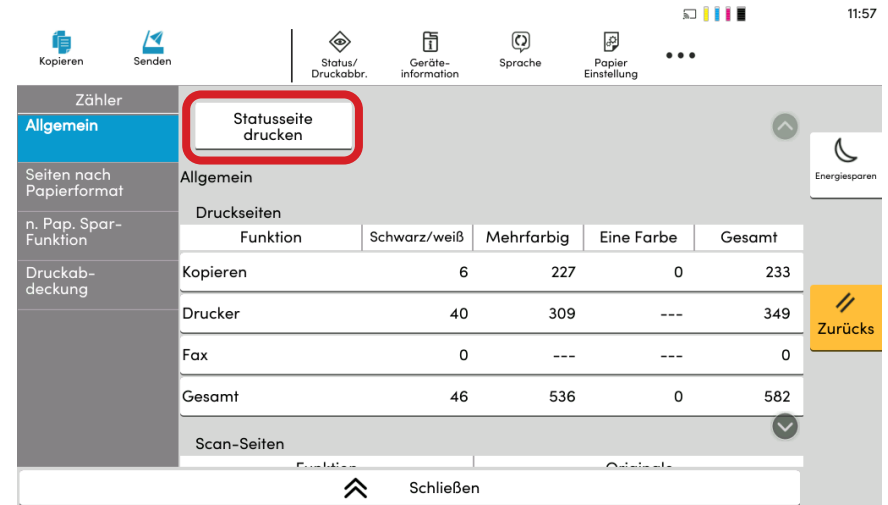 11:57
Kopieren
Senden
Status/
Druckabbr.
Geräte-
information
Sprache
Papier
Einstellung
Zähler
Allgemein
Seiten nach
Papierformat
n. Pap. Spar-
Funktion
Druckab-
deckung
Statusseite
drucken
Allgemein
Druckseiten
Funktion Schwarz/weiß Mehrfarbig Eine Farbe Gesamt
Kopieren 6 227 0 233
Drucker 40 309 --- 349
Fax 0 --- --- 0
Gesamt 46 536 0 582
Scan-Seiten
Funktion Originale
Schließen
Energiesparen
Zurücks